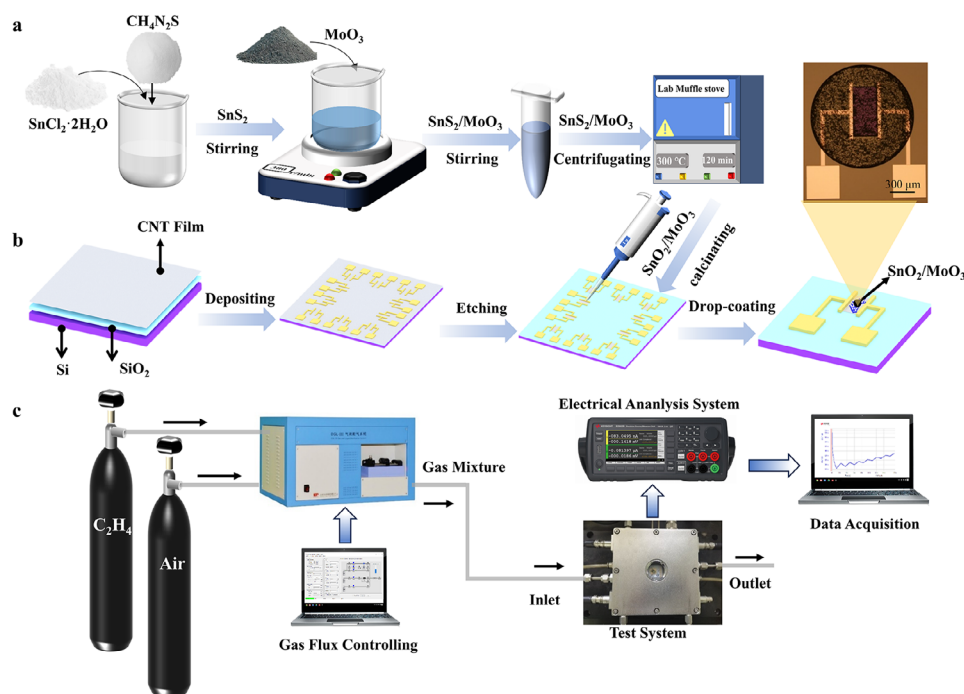 a
CH₄N₂S
SnCl₂·2H₂O
SnS₂
Stirring
MoO₃
SnS₂/MoO₃
Stirring
SnS₂/MoO₃
Centrifugating
Lab Muffle stove
300 °C
120 min
300 μm
b
CNT Film
Si
SiO₂
Depositing
Etching
SnO₂/MoO₃
calcinating
Drop-coating
SnO₂/MoO₃
c
C₂H₄
Air
Gas Mixture
Gas Flux Controlling
Inlet
Outlet
Test System
Electrical Ananlysis System
Data Acquisition